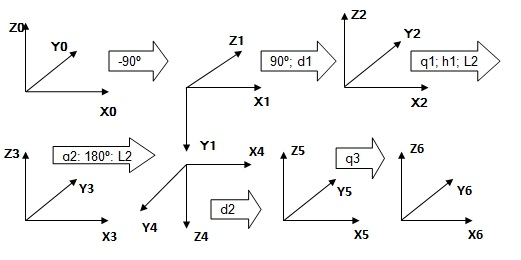 Z0
Y0
X0
-90º
Z1
X1
Y1
90º; d1
Z2
Y2
X2
q1; h1; L2
Z3
Y3
X3
q2; 180º; L2
X4
Y4
Z4
d2
Z5
Y5
X5
q3
Z6
Y6
X6